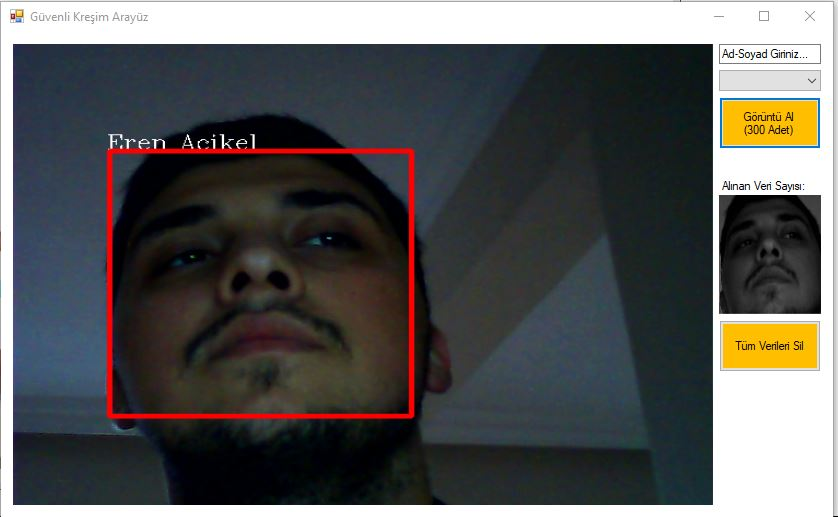 Güvenli Kreşim Arayüz
Ad-Soyad Giriniz...
Görüntü Al
(300 Adet)
Eren Acikel
Alınan Veri Sayısı:
Tüm Verileri Sil